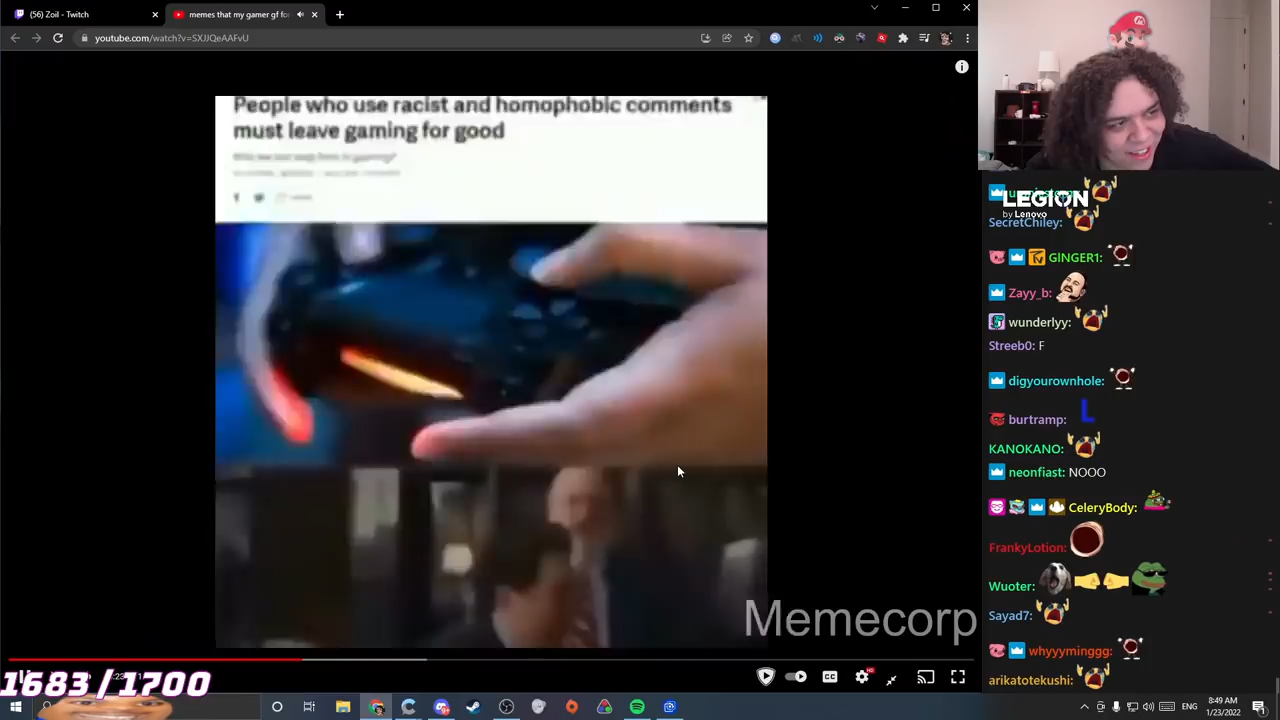 (56) Zoil - Twitch
memes that my gamer gf fo
youtube.com/watch?v=SXJJQeAAFvU
People who use racist and homophobic comments
must leave gaming for good
Memecorp
1683/1700
LEGION
by Lenovo
SecretChiley:
GINGER1:
Zayy_b:
wunderlyy:
Streeb0: F
digyourownhole:
burtramp: L
KANOKANO:
neonfiast: NOOO
CeleryBody:
FrankyLotion:
Wuoter:
Sayad7:
whyyyminggg:
arikatotekushi:
CC
HD
ENG
8:49 AM
1/23/2022